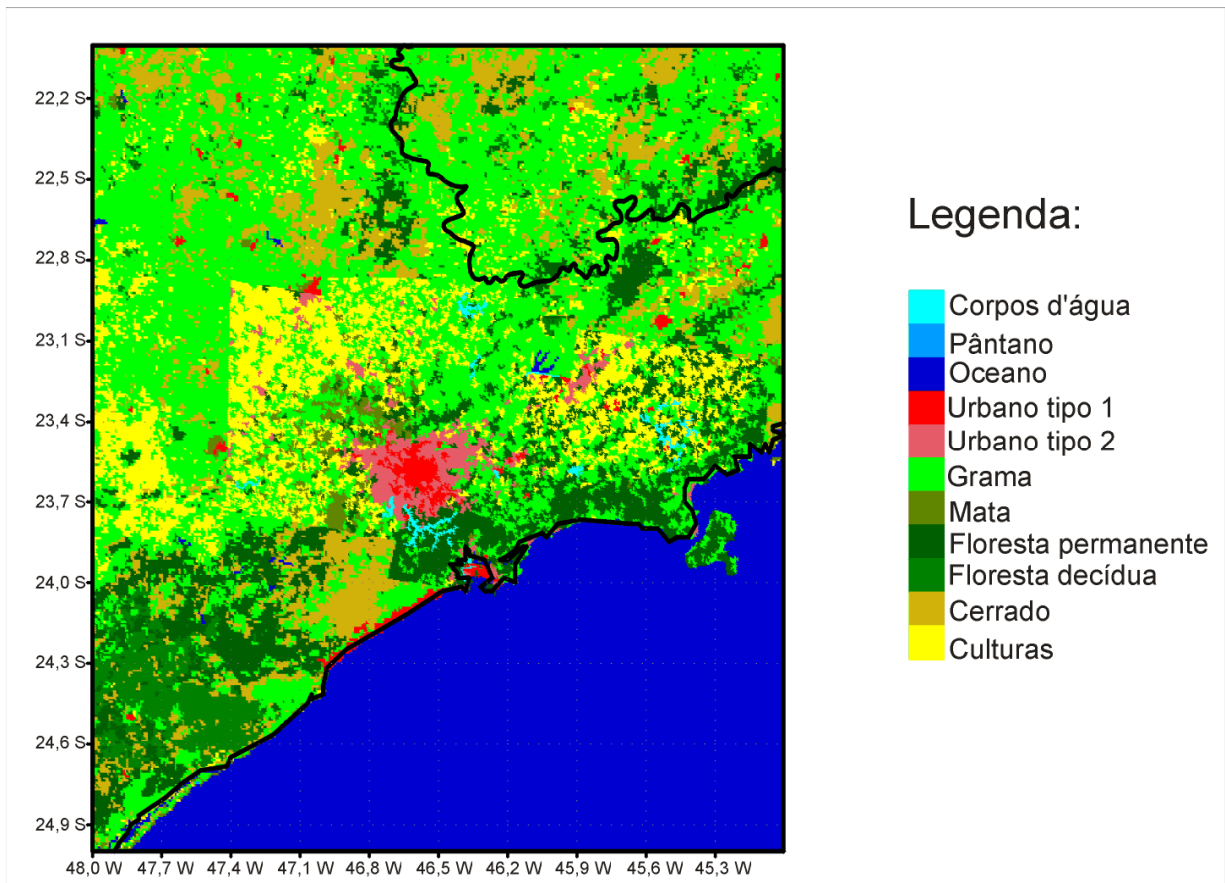 22,2 S
22,5 S
22,8 S
23,1 S
23,4 S
23,7 S
24,0 S
24,3 S
24,6 S
24,9 S
48,0 W 47,7 W 47,4 W 47,1 W 46,8 W 46,5 W 46,2 W 45,9 W 45,6 W 45,3 W
Legenda:
Corpos d'água
Pântano
Oceano
Urbano tipo 1
Urbano tipo 2
Grama
Mata
Floresta permanente
Floresta decídua
Cerrado
Culturas